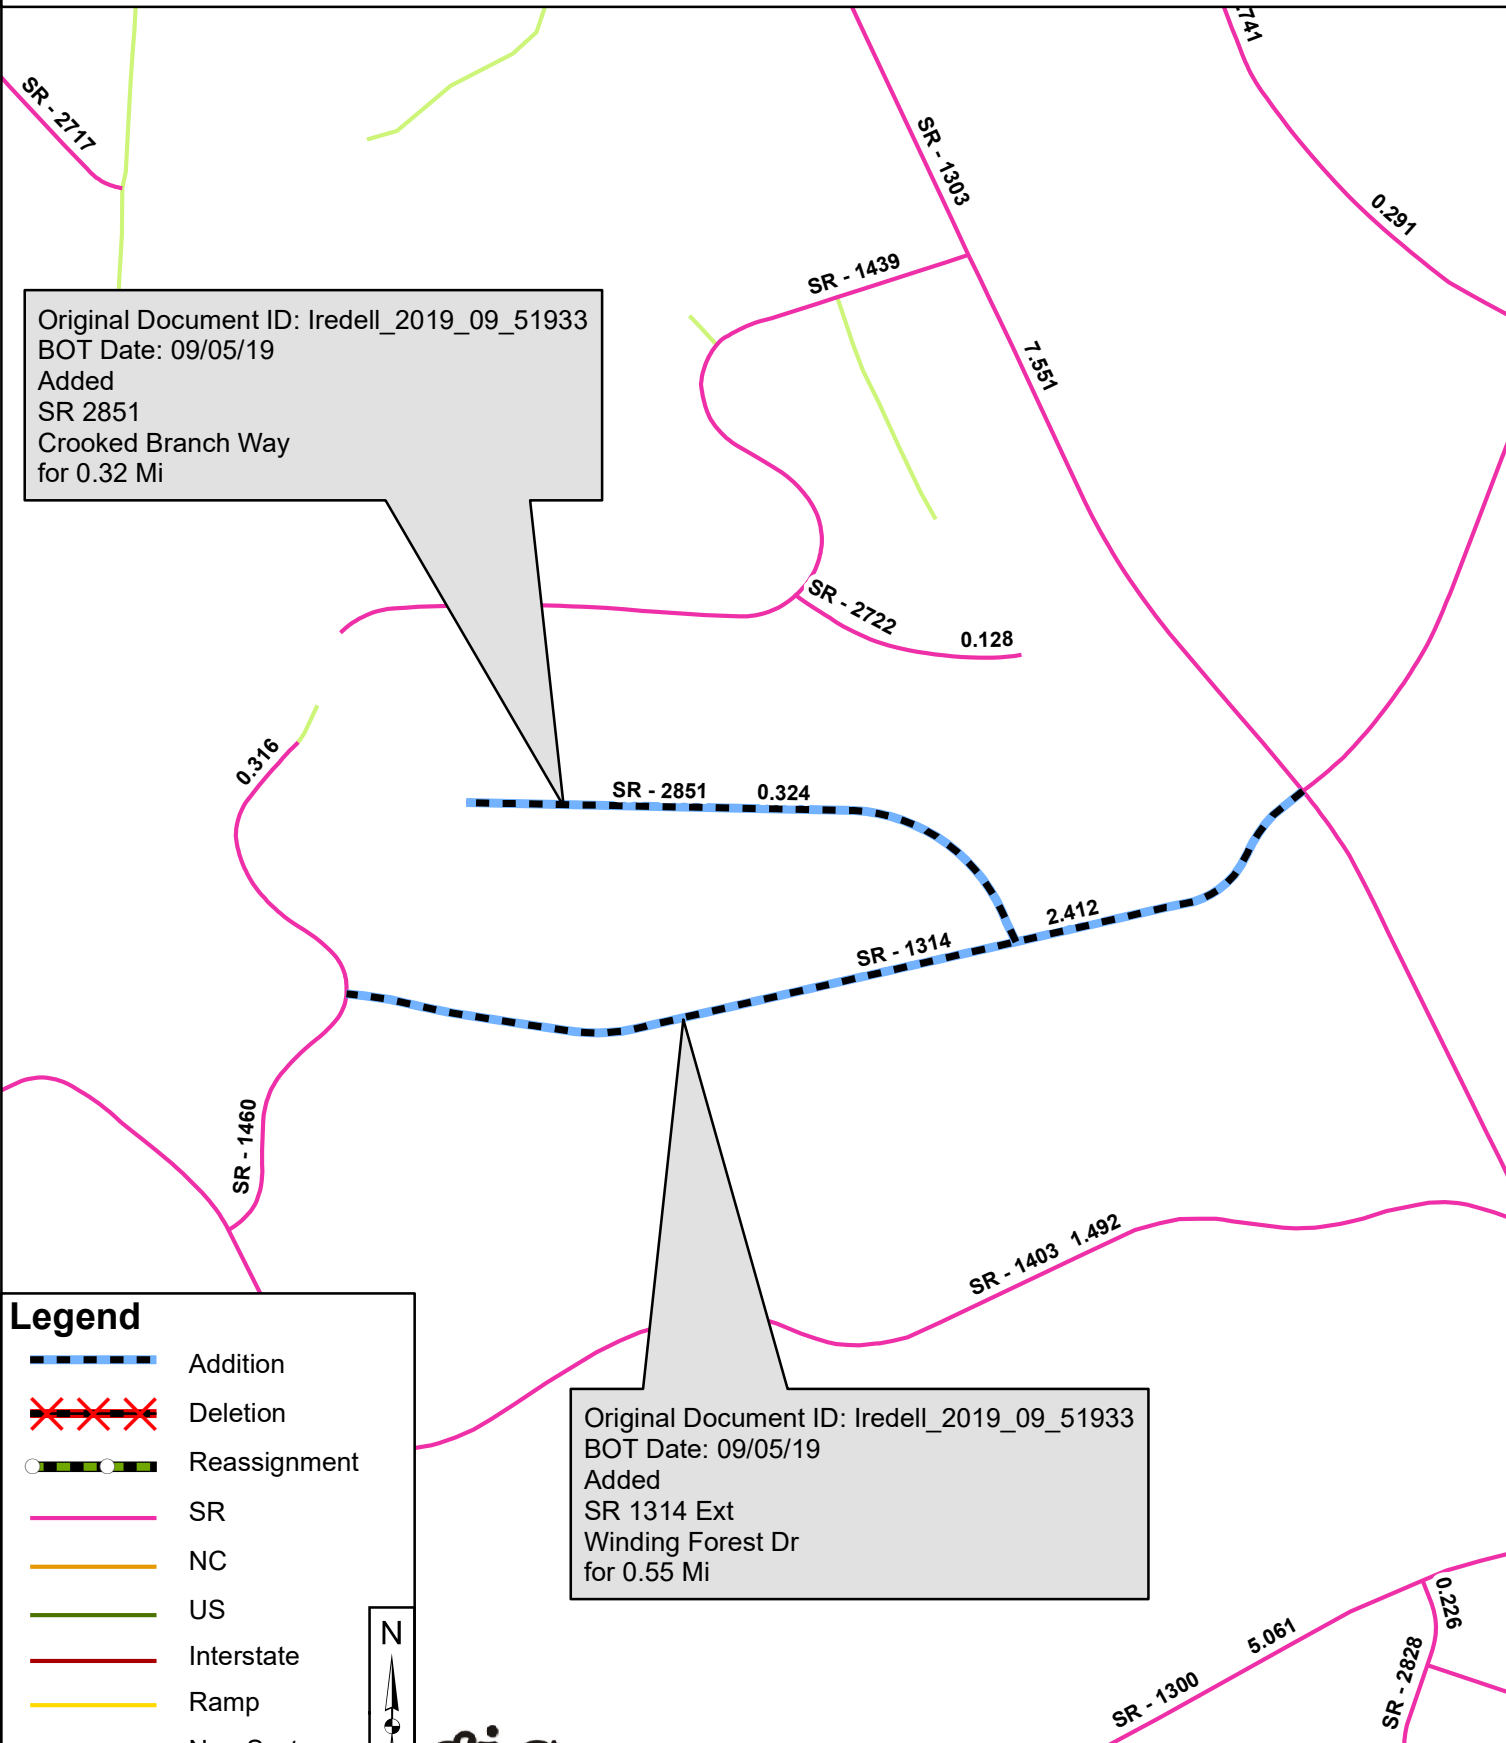 .741
SR - 2717
SR - 1303
0.291
SR - 1439
Original Document ID: Iredell_2019_09_51933
BOT Date: 09/05/19
Added
SR 2851
Crooked Branch Way
for 0.32 Mi
7.551
SR - 2722
0.128
0.316
SR - 2851
0.324
2.412
SR - 1314
SR - 1460
SR - 1403
1.492
Legend
Addition
Deletion
Reassignment
SR
NC
US
Interstate
Ramp
N
Original Document ID: Iredell_2019_09_51933
BOT Date: 09/05/19
Added
SR 1314 Ext
Winding Forest Dr
for 0.55 Mi
0.226
5.061
SR - 2828
SR - 1300